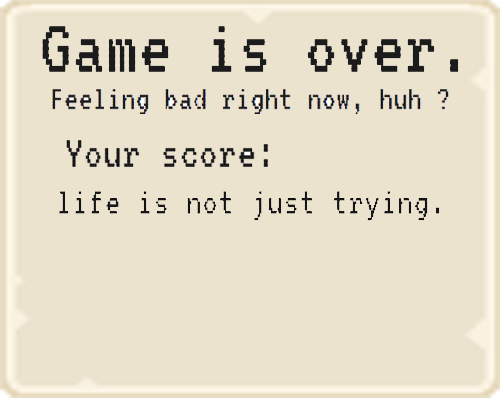 Game is over.
Feeling bad right now, huh ?
Your score:
life is not just trying.